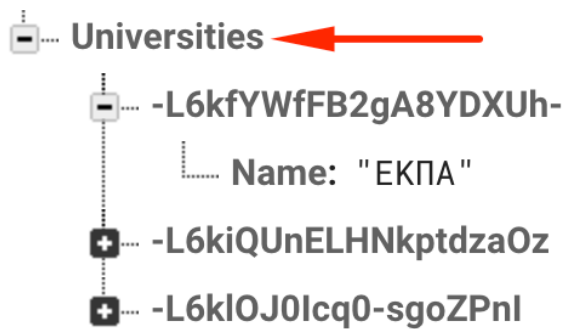 Universities
-L6kfYWfFB2gA8YDXUh-
Name: "ΕΚΠΑ"
-L6kiQUnELHNkptdzaOz
-L6klOJ0Icq0-sgoZPnl